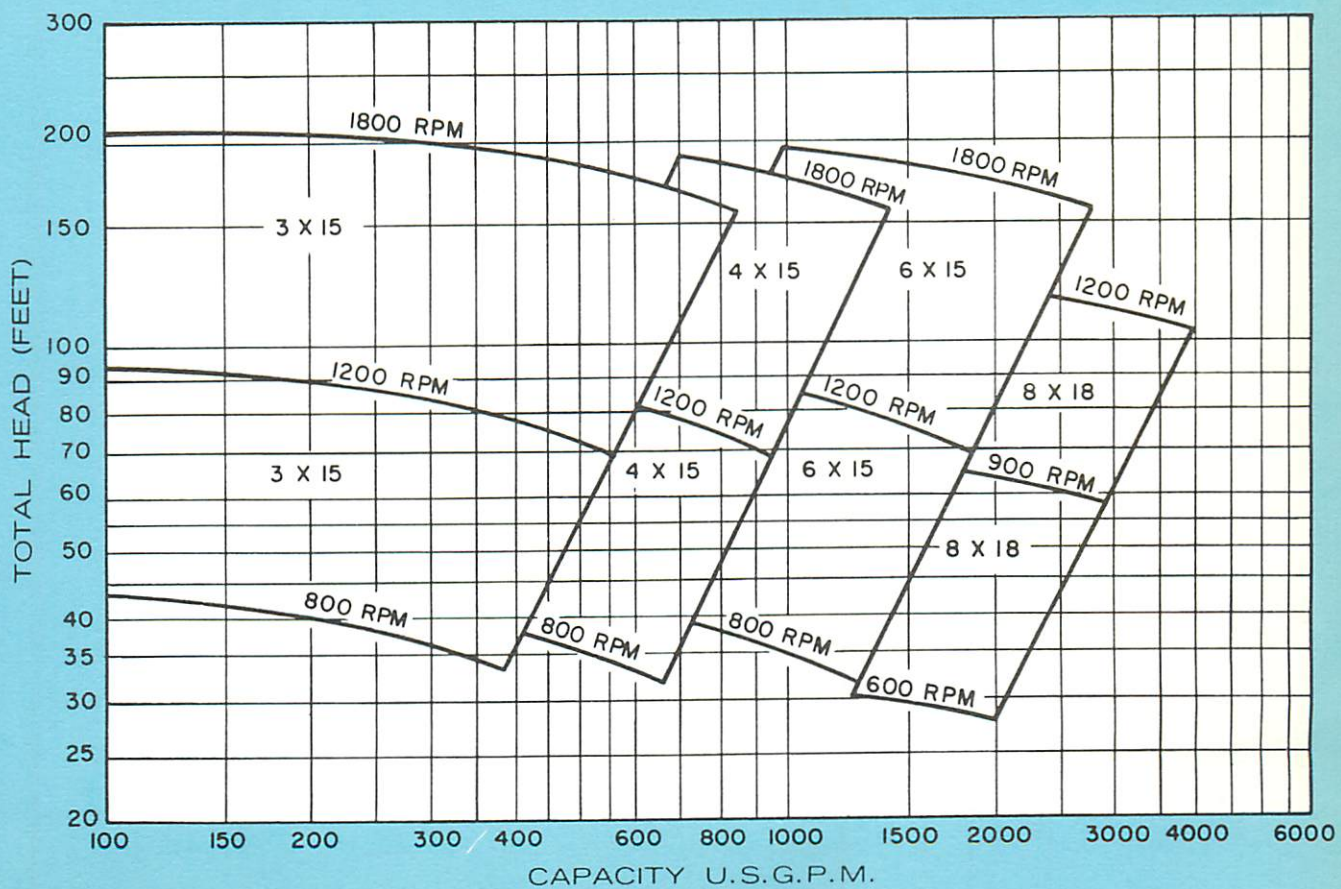 TOTAL HEAD (FEET)
300
200
150
100
90
80
70
60
50
40
35
30
25
20
1800 RPM
3 X 15
1800 RPM
4 X 15
1800 RPM
6 X 15
1200 RPM
8 X 18
1200 RPM
3 X 15
1200 RPM
4 X 15
1200 RPM
6 X 15
900 RPM
8 X 18
800 RPM
800 RPM
800 RPM
600 RPM
100 150 200 300 400 600 800 1000 1500 2000 3000 4000 6000
CAPACITY U.S.G.P.M.